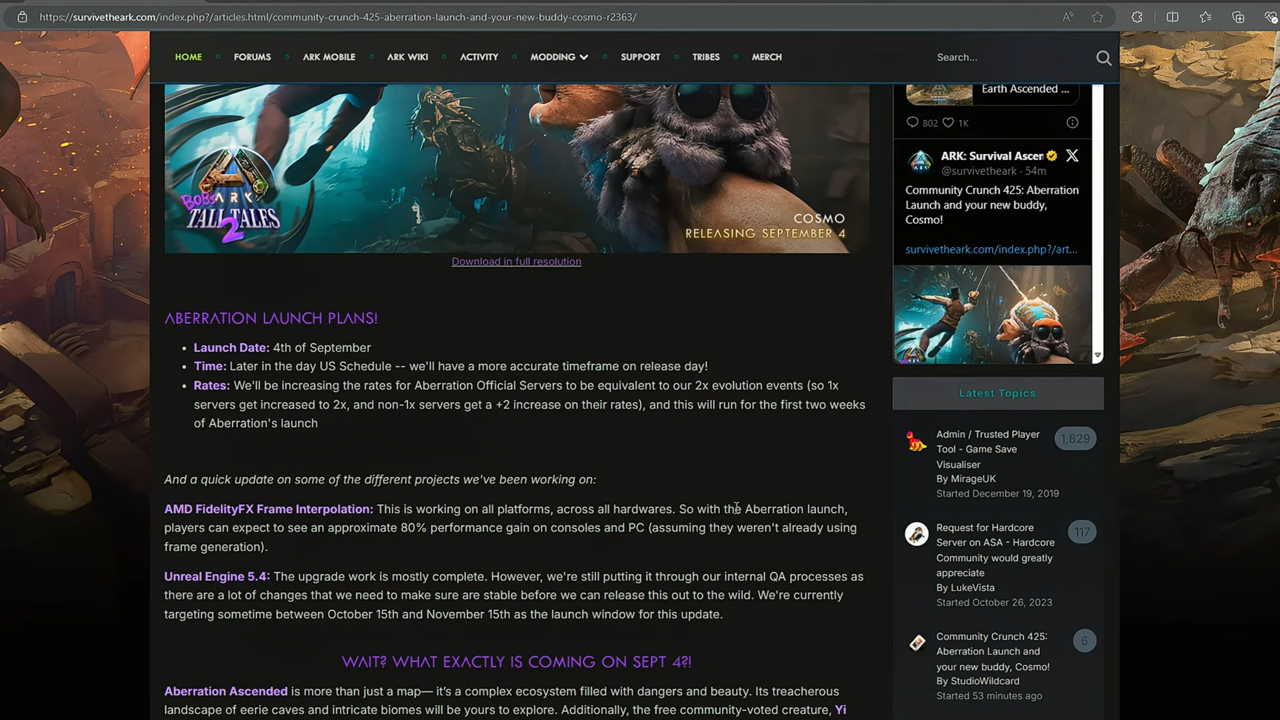 https://survivetheark.com/index.php?/articles.html/community-crunch-425-aberration-launch-and-your-new-buddy-cosmo-r2363/
HOME
FORUMS
ARK MOBILE
ARK WIKI
ACTIVITY
MODDING
SUPPORT
TRIBES
MERCH
Search...
BOB'S
ARK
TALL TALES
2
COSMO
RELEASING SEPTEMBER 4
Download in full resolution
ABERRATION LAUNCH PLANS!
• Launch Date: 4th of September
• Time: Later in the day US Schedule -- we'll have a more accurate timeframe on release day!
• Rates: We'll be increasing the rates for Aberration Official Servers to be equivalent to our 2x evolution events (so 1x
servers get increased to 2x, and non-1x servers get a +2 increase on their rates), and this will run for the first two weeks
of Aberration's launch
And a quick update on some of the different projects we've been working on:
AMD FidelityFX Frame Interpolation: This is working on all platforms, across all hardwares. So with the Aberration launch,
players can expect to see an approximate 80% performance gain on consoles and PC (assuming they weren't already using
frame generation).
Unreal Engine 5.4: The upgrade work is mostly complete. However, we're still putting it through our internal QA processes as
there are a lot of changes that we need to make sure are stable before we can release this out to the wild. We're currently
targeting sometime between October 15th and November 15th as the launch window for this update.
WAIT? WHAT EXACTLY IS COMING ON SEPT 4?!
Aberration Ascended is more than just a map— it's a complex ecosystem filled with dangers and beauty. Its treacherous
landscape of eerie caves and intricate biomes will be yours to explore. Additionally, the free community-voted creature, Yi
Earth Ascended ...
802 1K
ARK: Survival Ascen
@survivetheark · 54m
Community Crunch 425: Aberration
Launch and your new buddy,
Cosmo!
survivetheark.com/index.php?/art...
Latest Topics
Admin / Trusted Player
Tool - Game Save
Visualiser
By MirageUK
Started December 19, 2019
1,829
Request for Hardcore
Server on ASA - Hardcore
Community would greatly
appreciate
By LukeVista
Started October 26, 2023
117
Community Crunch 425:
Aberration Launch and
your new buddy, Cosmo!
By StudioWildcard
Started 53 minutes ago
6